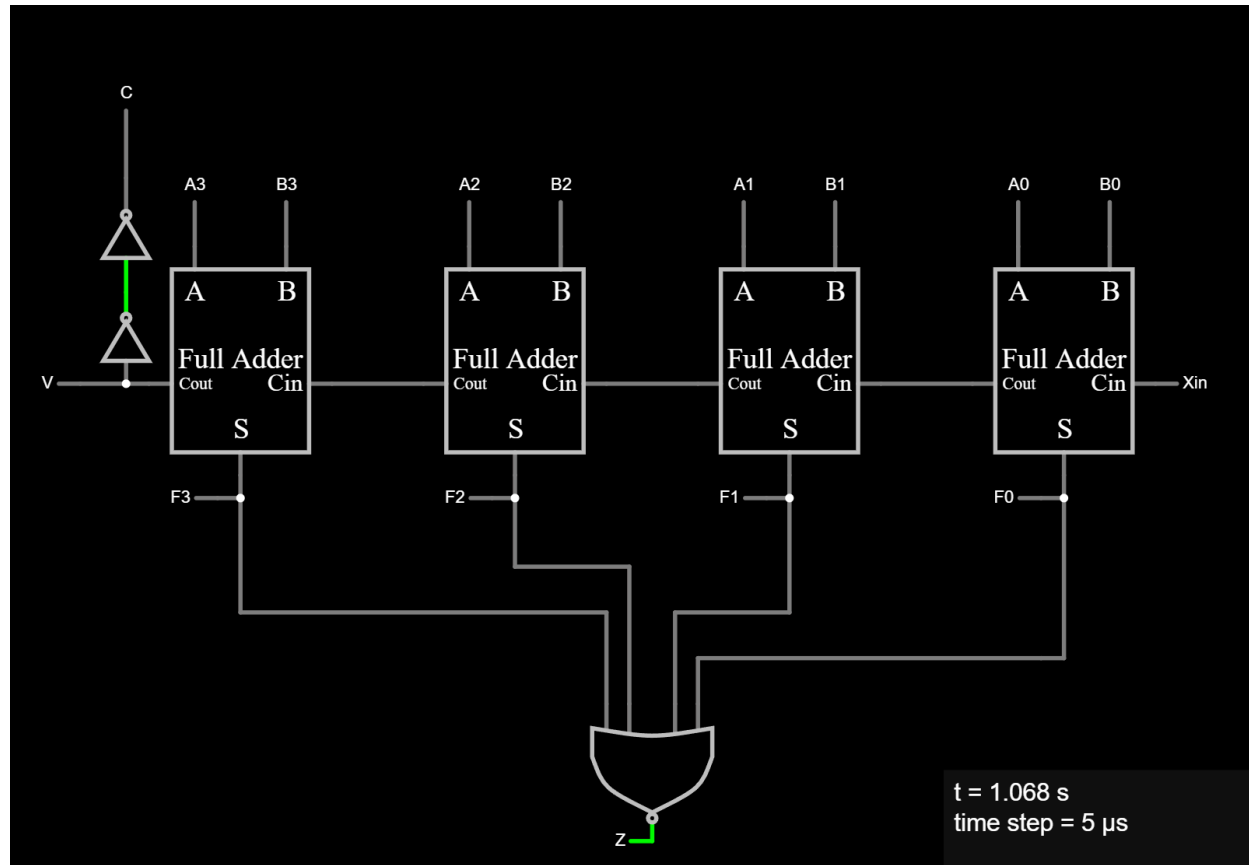 C
A3 B3 A2 B2 A1 B1 A0 B0
A B A B A B A B
Full Adder Full Adder Full Adder Full Adder
V Cout Cin Cout Cin Cout Cin Cout Cin Xin
S S S S
F3 F2 F1 F0
Z
t = 1.068 s
time step = 5 μs